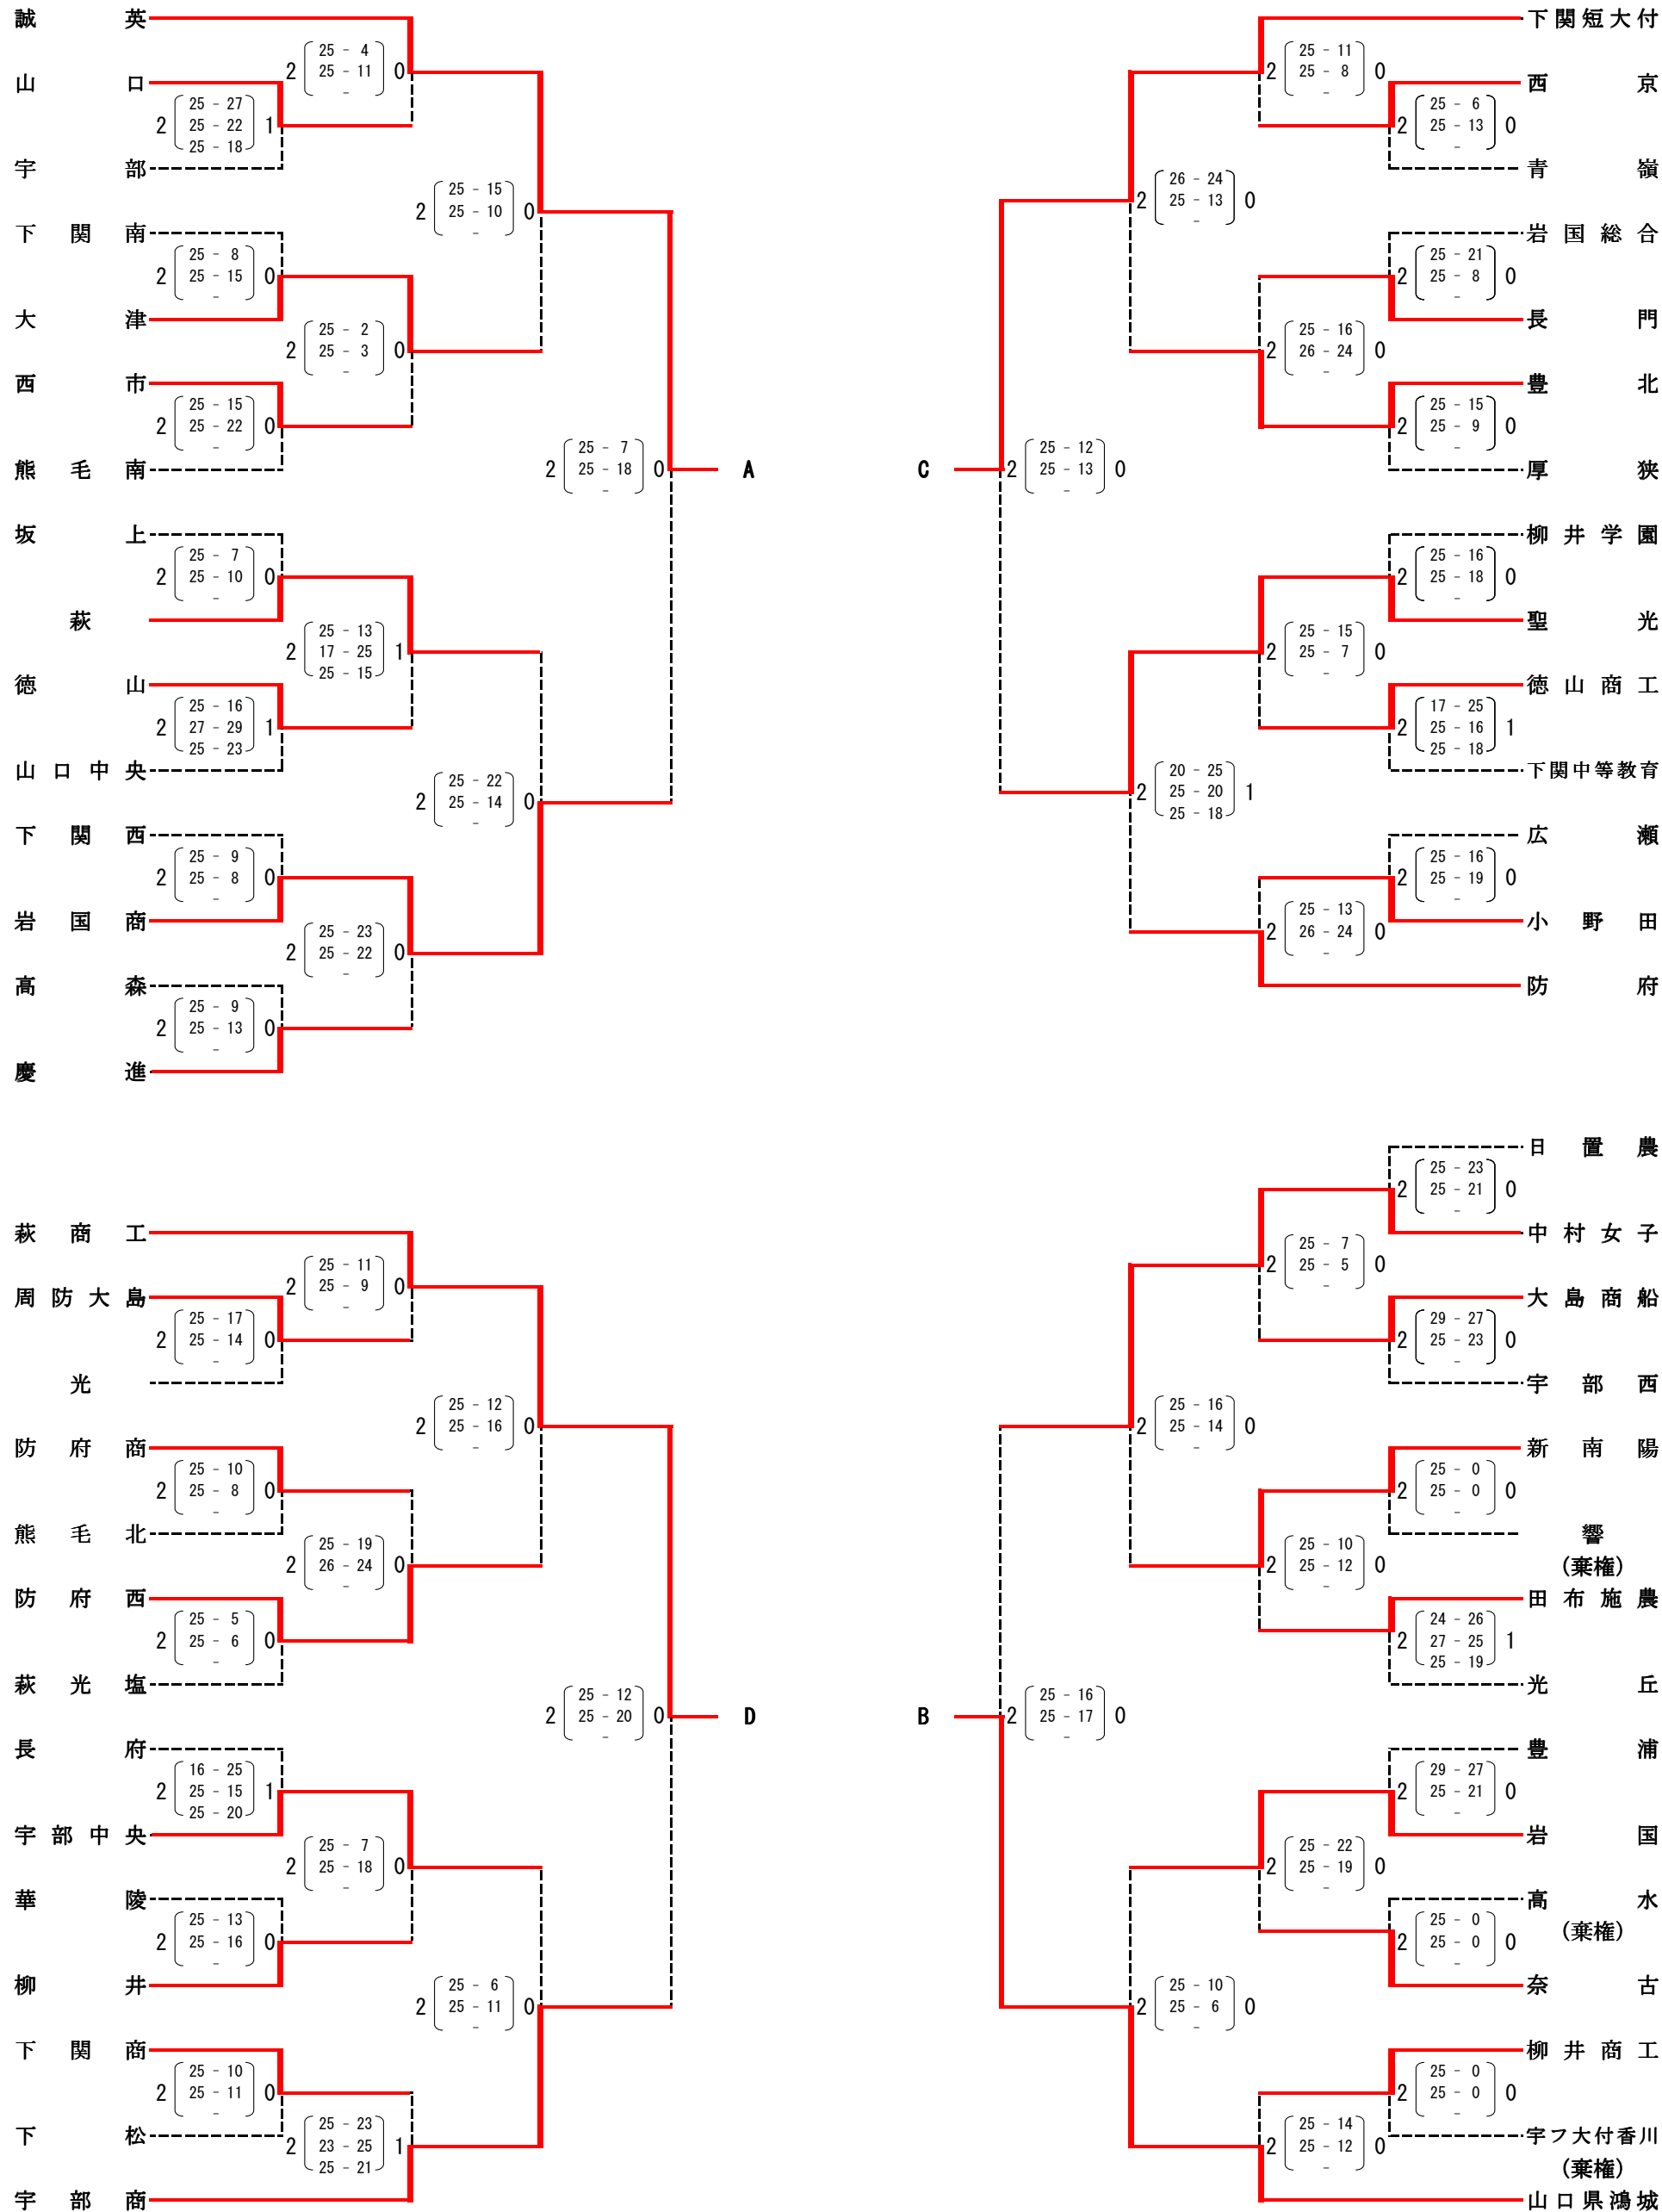 誠英
2 25 - 4 0
25 - 11
-
山口
2 25 - 27 1
25 - 22
25 - 18
宇部
2 25 - 15 0
25 - 10
-
下関南
2 25 - 8 0
25 - 15
-
大津
2 25 - 2 0
25 - 3
-
西市
2 25 - 15 0
25 - 22
-
熊毛南
2 25 - 7 0
25 - 18
-
A
坂上
2 25 - 7 0
25 - 10
-
萩
2 25 - 13 1
17 - 25
25 - 15
徳山
2 25 - 16 1
27 - 29
25 - 23
山口中央
2 25 - 22 0
25 - 14
-
下関西
2 25 - 9 0
25 - 8
-
岩国商
2 25 - 23 0
25 - 22
-
高森
2 25 - 9 0
25 - 13
-
慶進
下関短大付
2 25 - 11 0
25 - 8
-
西京
2 25 - 6 0
25 - 13
-
青嶺
2 26 - 24 0
25 - 13
-
岩国総合
2 25 - 21 0
25 - 8
-
長門
2 25 - 16 0
26 - 24
-
豊北
2 25 - 15 0
25 - 9
-
厚狭
C
2 25 - 12 0
25 - 13
-
柳井学園
2 25 - 16 0
25 - 18
-
聖光
2 25 - 15 0
25 - 7
-
徳山商工
2 17 - 25 1
25 - 16
25 - 18
下関中等教育
2 20 - 25 1
25 - 20
25 - 18
広瀬
2 25 - 16 0
25 - 19
-
小野田
2 25 - 13 0
26 - 24
-
防府
萩商工
2 25 - 11 0
25 - 9
-
周防大島
2 25 - 17 0
25 - 14
-
光
2 25 - 12 0
25 - 16
-
防府商
2 25 - 10 0
25 - 8
-
熊毛北
2 25 - 19 0
26 - 24
-
防府西
2 25 - 5 0
25 - 6
-
萩光塩
2 25 - 12 0
25 - 20
-
D
長府
2 16 - 25 1
25 - 15
25 - 20
宇部中央
2 25 - 7 0
25 - 18
-
華陵
2 25 - 13 0
25 - 16
-
柳井
2 25 - 6 0
25 - 11
-
下関商
2 25 - 10 0
25 - 11
-
下松
2 25 - 23 1
23 - 25
25 - 21
宇部商
日置農
2 25 - 23 0
25 - 21
-
中村女子
2 25 - 7 0
25 - 5
-
大島商船
2 29 - 27 0
25 - 23
-
宇部西
2 25 - 16 0
25 - 14
-
新南陽
2 25 - 0 0
25 - 0
-
響
(棄権)
2 25 - 10 0
25 - 12
-
田布施農
2 24 - 26 1
27 - 25
25 - 19
光丘
B
2 25 - 16 0
25 - 17
-
豊浦
2 29 - 27 0
25 - 21
-
岩国
2 25 - 22 0
25 - 19
-
高水
(棄権)
2 25 - 0 0
25 - 0
-
奈古
2 25 - 10 0
25 - 6
-
柳井商工
2 25 - 0 0
25 - 0
-
宇フ大付香川
(棄権)
2 25 - 14 0
25 - 12
-
山口県鴻城